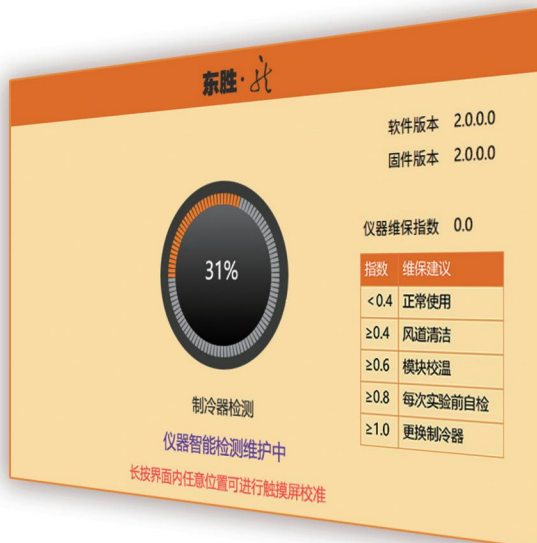 东胜·龙
软件版本 2.0.0.0
固件版本 2.0.0.0
31%
仪器维保指数 0.0
指数 维保建议
<0.4 正常使用
≥0.4 风道清洁
≥0.6 模块校温
≥0.8 每次实验前自检
≥1.0 更换制冷器
制冷器检测
仪器智能检测维护中
长按界面内任意位置可进行触摸屏校准